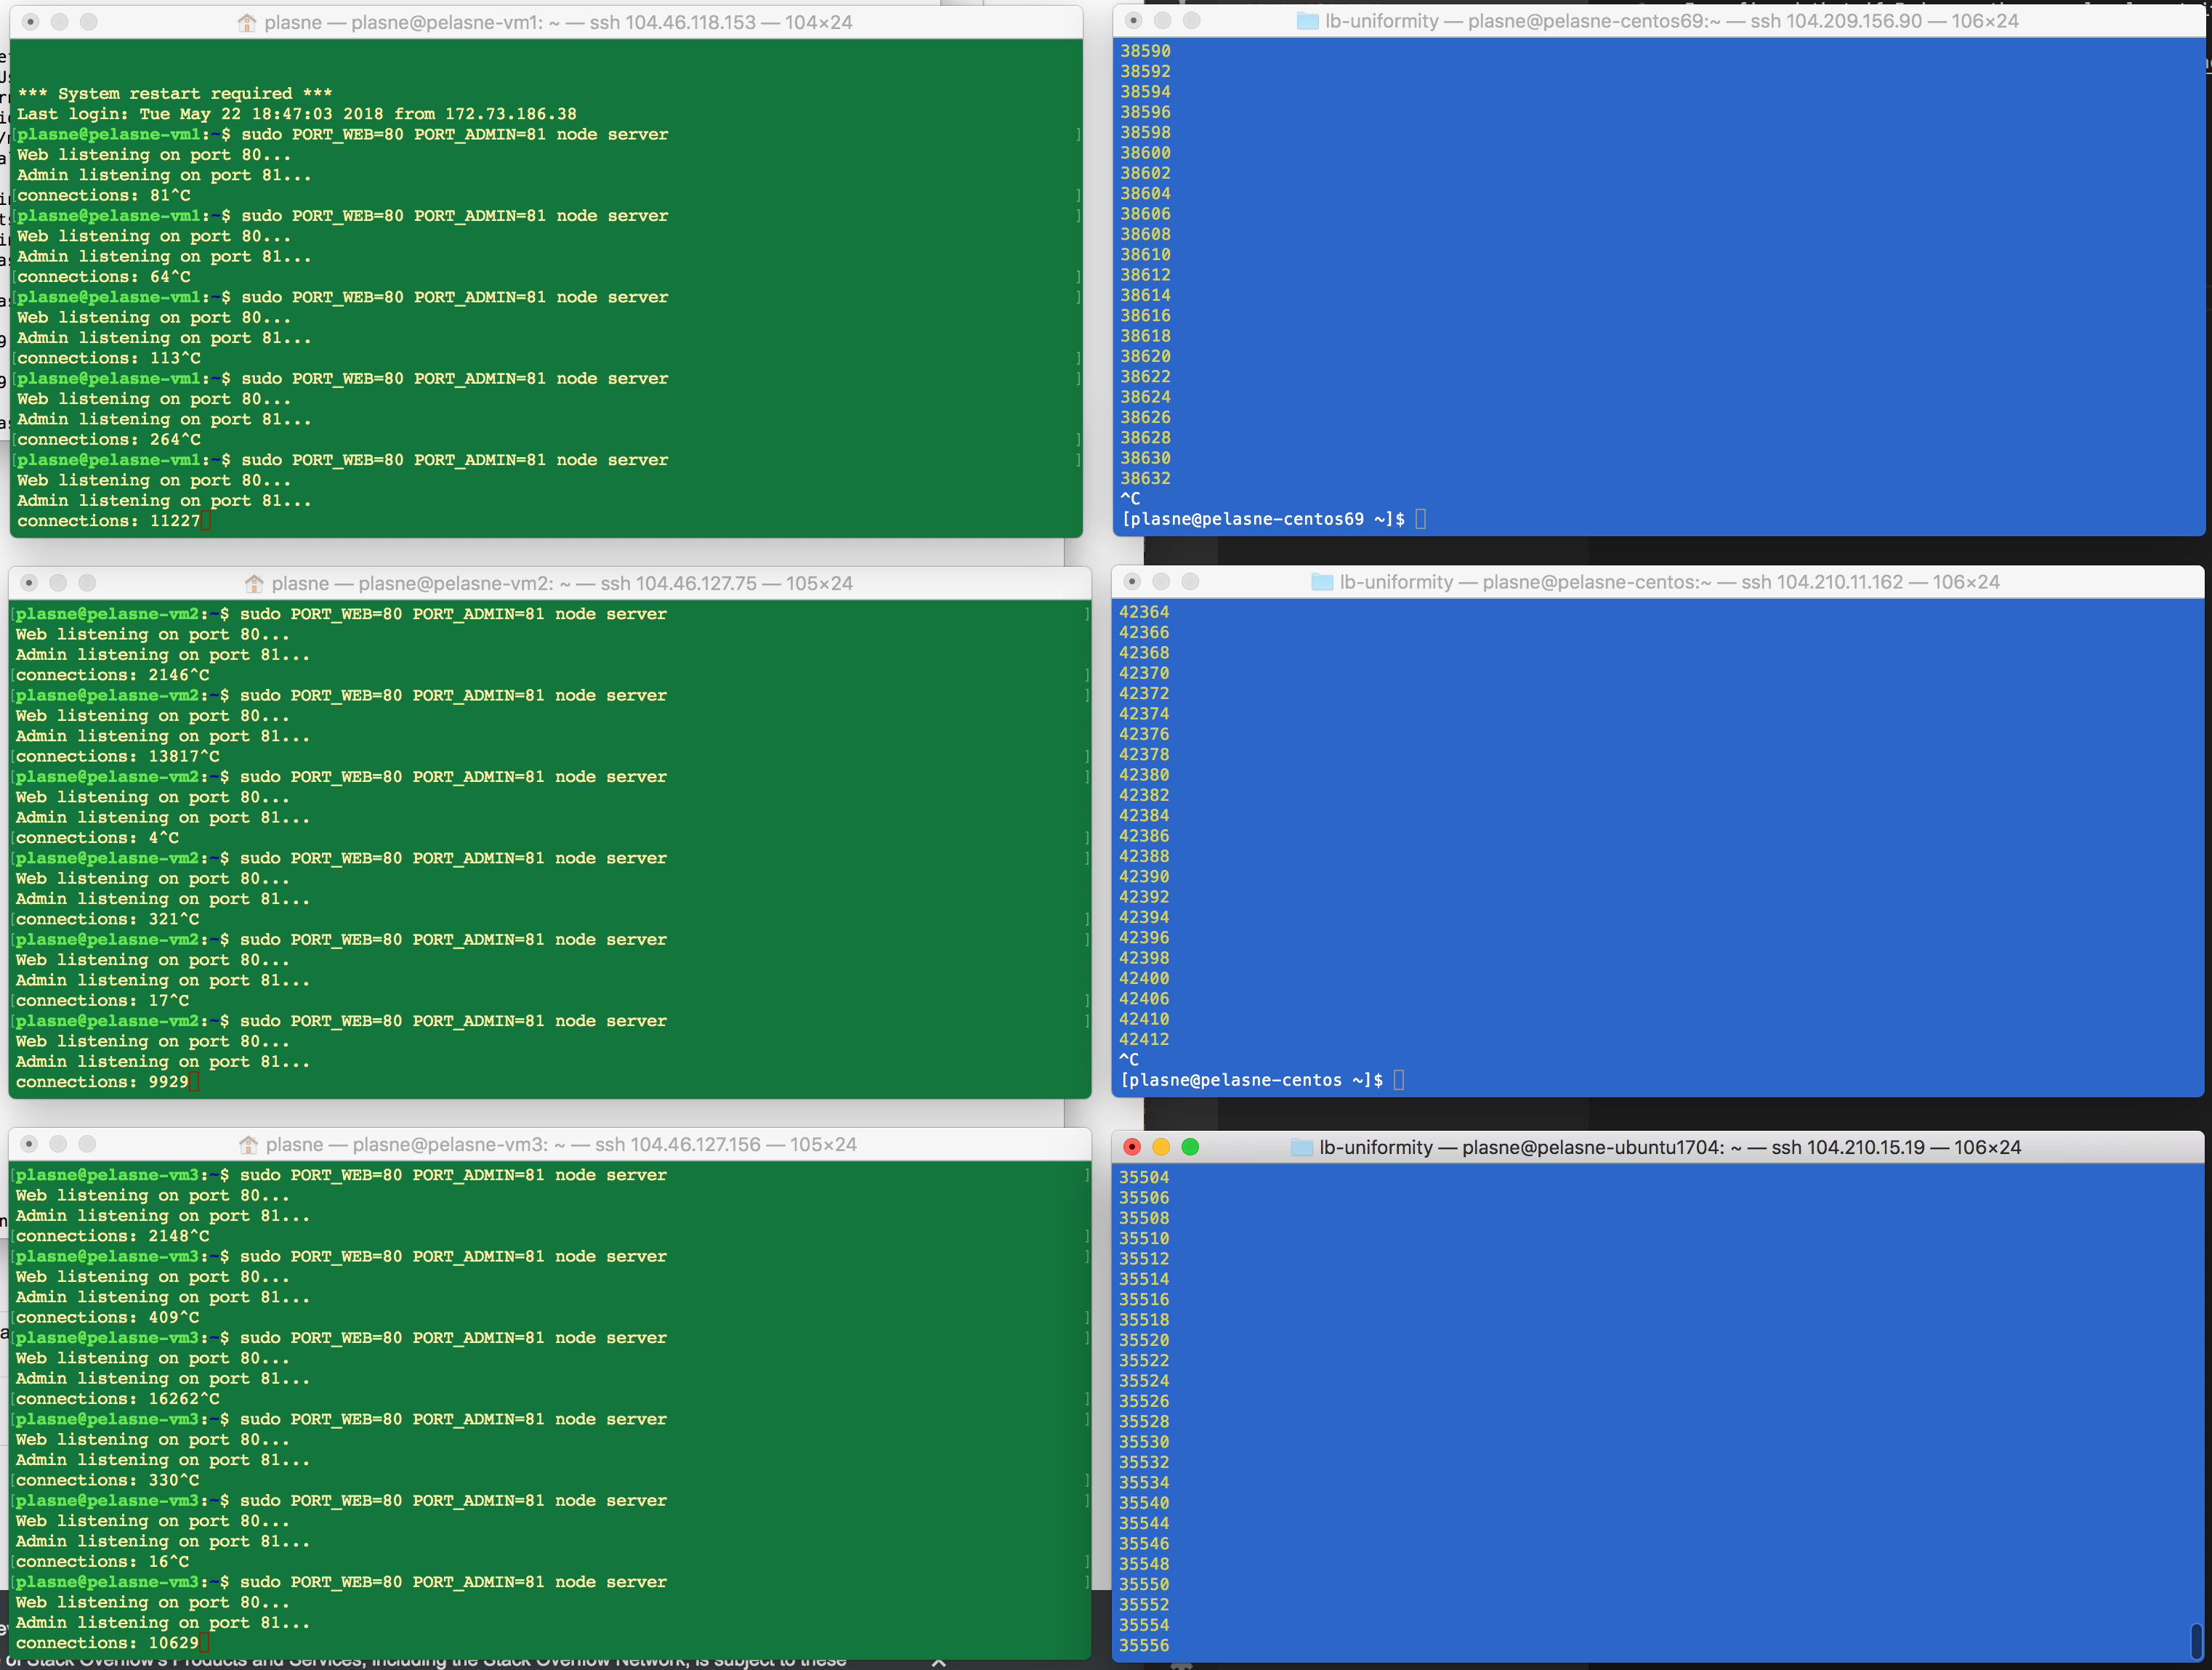 plasne — plasne@pelasne-vm1: ~ — ssh 104.46.118.153 — 104×24
*** System restart required ***
Last login: Tue May 22 18:47:03 2018 from 172.73.186.38
[plasne@pelasne-vm1:~$ sudo PORT_WEB=80 PORT_ADMIN=81 node server ]
Web listening on port 80...
Admin listening on port 81...
[connections: 81^C ]
[plasne@pelasne-vm1:~$ sudo PORT_WEB=80 PORT_ADMIN=81 node server ]
Web listening on port 80...
Admin listening on port 81...
[connections: 64^C ]
[plasne@pelasne-vm1:~$ sudo PORT_WEB=80 PORT_ADMIN=81 node server ]
Web listening on port 80...
Admin listening on port 81...
[connections: 113^C ]
[plasne@pelasne-vm1:~$ sudo PORT_WEB=80 PORT_ADMIN=81 node server ]
Web listening on port 80...
Admin listening on port 81...
[connections: 264^C ]
[plasne@pelasne-vm1:~$ sudo PORT_WEB=80 PORT_ADMIN=81 node server ]
Web listening on port 80...
Admin listening on port 81...
connections: 11227
lb-uniformity — plasne@pelasne-centos69:~ — ssh 104.209.156.90 — 106×24
38590
38592
38594
38596
38598
38600
38602
38604
38606
38608
38610
38612
38614
38616
38618
38620
38622
38624
38626
38628
38630
38632
^C
[plasne@pelasne-centos69 ~]$
plasne — plasne@pelasne-vm2: ~ — ssh 104.46.127.75 — 105×24
[plasne@pelasne-vm2:~$ sudo PORT_WEB=80 PORT_ADMIN=81 node server ]
Web listening on port 80...
Admin listening on port 81...
[connections: 2146^C ]
[plasne@pelasne-vm2:~$ sudo PORT_WEB=80 PORT_ADMIN=81 node server ]
Web listening on port 80...
Admin listening on port 81...
[connections: 13817^C ]
[plasne@pelasne-vm2:~$ sudo PORT_WEB=80 PORT_ADMIN=81 node server ]
Web listening on port 80...
Admin listening on port 81...
[connections: 4^C ]
[plasne@pelasne-vm2:~$ sudo PORT_WEB=80 PORT_ADMIN=81 node server ]
Web listening on port 80...
Admin listening on port 81...
[connections: 321^C ]
[plasne@pelasne-vm2:~$ sudo PORT_WEB=80 PORT_ADMIN=81 node server ]
Web listening on port 80...
Admin listening on port 81...
[connections: 17^C ]
[plasne@pelasne-vm2:~$ sudo PORT_WEB=80 PORT_ADMIN=81 node server ]
Web listening on port 80...
Admin listening on port 81...
connections: 9929
lb-uniformity — plasne@pelasne-centos:~ — ssh 104.210.11.162 — 106×24
42364
42366
42368
42370
42372
42374
42376
42378
42380
42382
42384
42386
42388
42390
42392
42394
42396
42398
42400
42406
42410
42412
^C
[plasne@pelasne-centos ~]$
plasne — plasne@pelasne-vm3: ~ — ssh 104.46.127.156 — 105×24
[plasne@pelasne-vm3:~$ sudo PORT_WEB=80 PORT_ADMIN=81 node server ]
Web listening on port 80...
Admin listening on port 81...
[connections: 2148^C ]
[plasne@pelasne-vm3:~$ sudo PORT_WEB=80 PORT_ADMIN=81 node server ]
Web listening on port 80...
Admin listening on port 81...
[connections: 409^C ]
[plasne@pelasne-vm3:~$ sudo PORT_WEB=80 PORT_ADMIN=81 node server ]
Web listening on port 80...
Admin listening on port 81...
[connections: 16262^C ]
[plasne@pelasne-vm3:~$ sudo PORT_WEB=80 PORT_ADMIN=81 node server ]
Web listening on port 80...
Admin listening on port 81...
[connections: 330^C ]
[plasne@pelasne-vm3:~$ sudo PORT_WEB=80 PORT_ADMIN=81 node server ]
Web listening on port 80...
Admin listening on port 81...
[connections: 16^C ]
[plasne@pelasne-vm3:~$ sudo PORT_WEB=80 PORT_ADMIN=81 node server ]
Web listening on port 80...
Admin listening on port 81...
connections: 10629
lb-uniformity — plasne@pelasne-ubuntu1704: ~ — ssh 104.210.15.19 — 106×24
35504
35506
35508
35510
35512
35514
35516
35518
35520
35522
35524
35526
35528
35530
35532
35534
35540
35544
35546
35548
35550
35552
35554
35556
of Stack Overflow's Products and Services, including the Stack Overflow Network, is subject to these